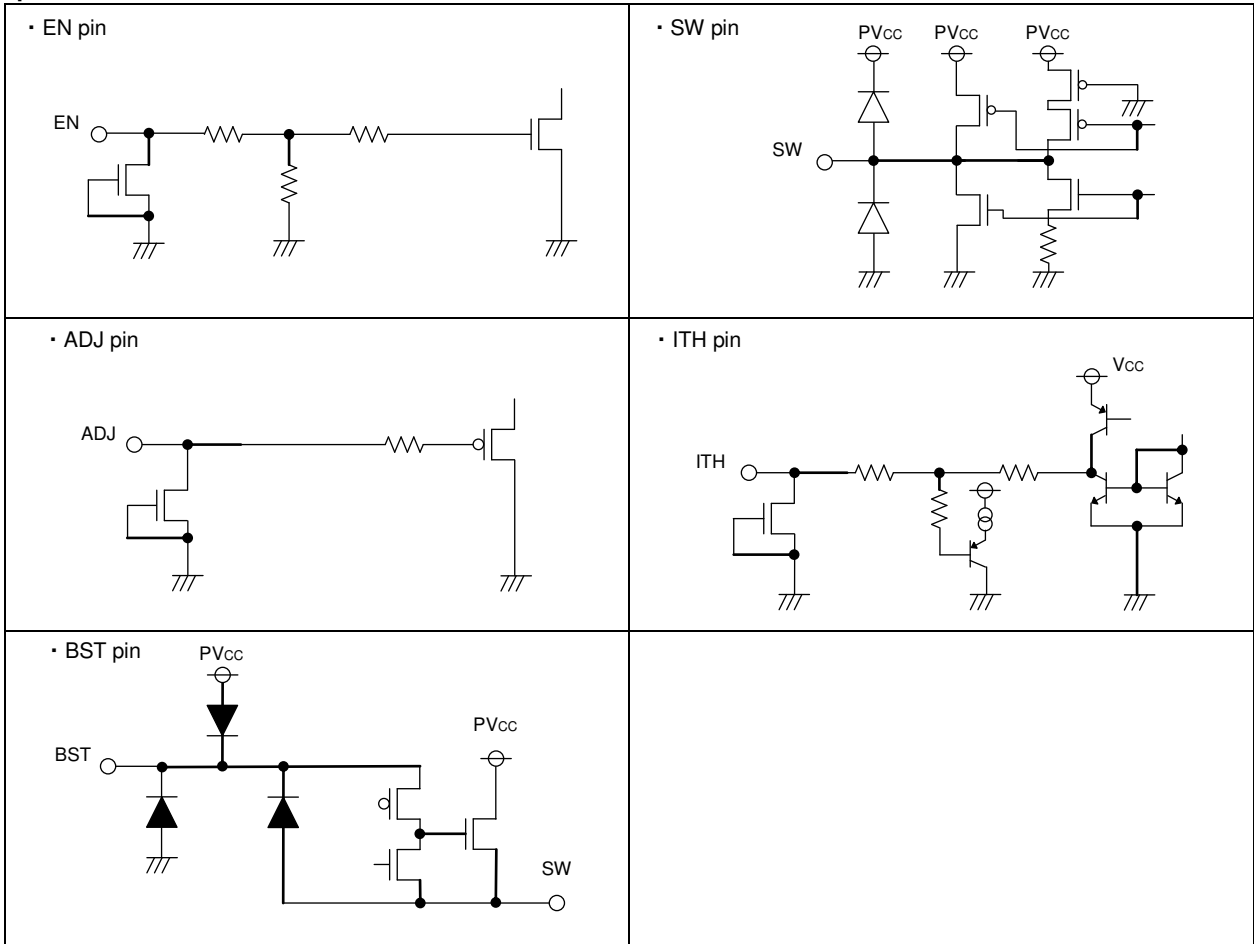 ・EN pin
EN
・SW pin
PVCC PVCC PVCC
SW
・ADJ pin
ADJ
・ITH pin
VCC
ITH
・BST pin
PVCC
PVCC
BST
SW